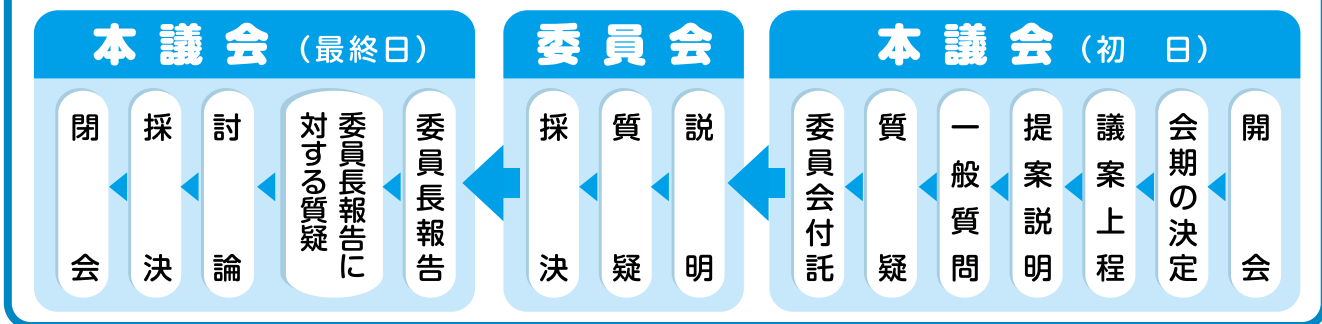 本議会（初　日）
開会
会期の決定
議案上程
提案説明
一般質問
質疑
委員会付託
委員会
説明
質疑
採決
本議会（最終日）
委員長報告
委員長報告に
対する質疑
討論
採決
閉会